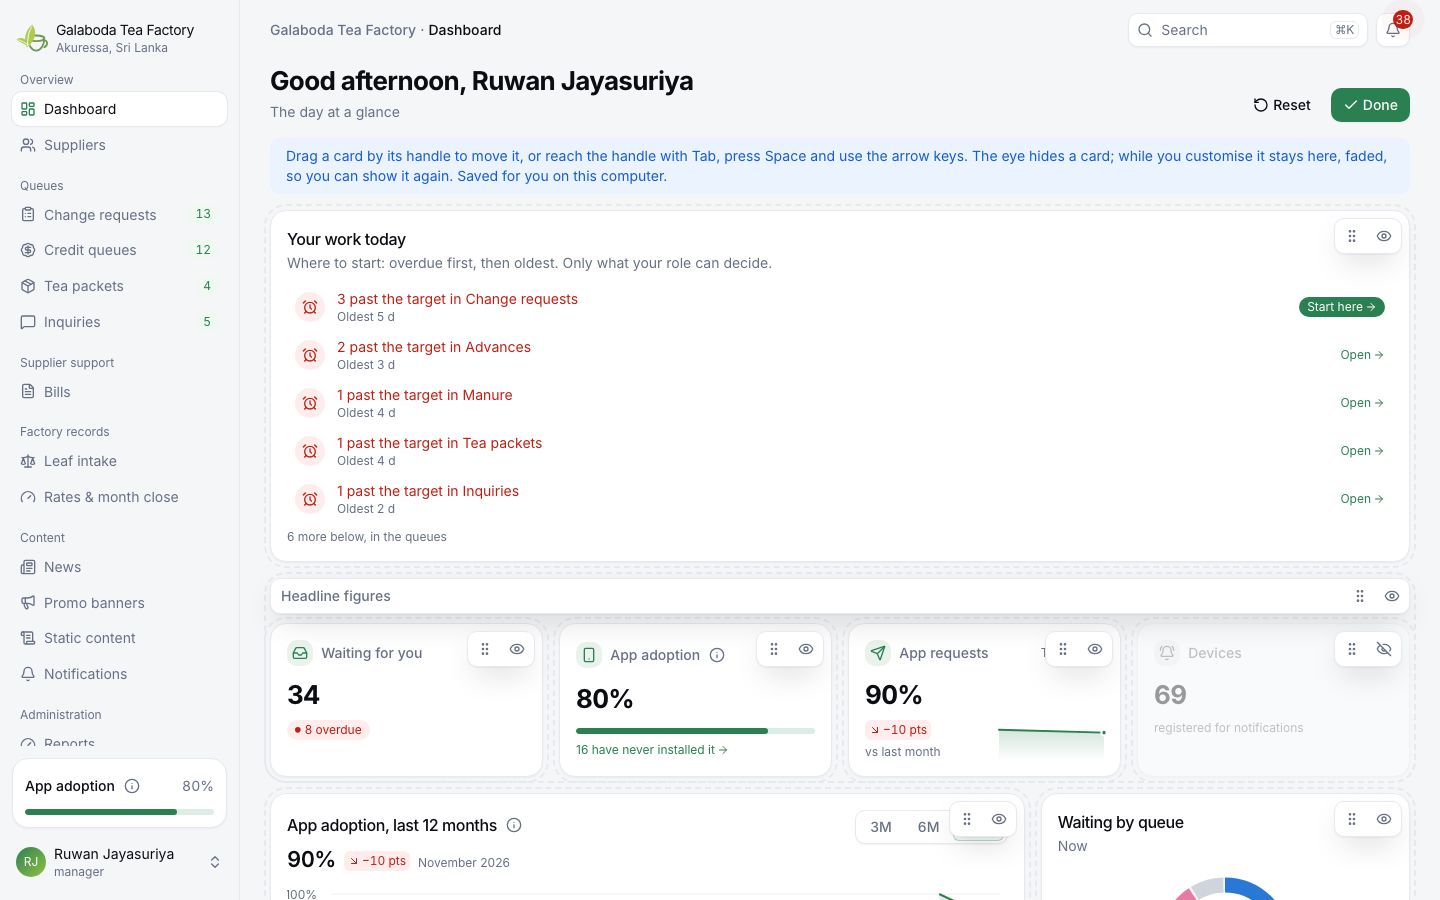 Galaboda Tea Factory
Akuressa, Sri Lanka
Overview
Dashboard
Suppliers
Queues
Change requests 13
Credit queues 12
Tea packets 4
Inquiries 5
Supplier support
Bills
Factory records
Leaf intake
Rates & month close
Content
News
Promo banners
Static content
Notifications
Administration
Reports
App adoption 80%
RJ
Ruwan Jayasuriya
manager
Galaboda Tea Factory · Dashboard
Search ⌘K
38
Good afternoon, Ruwan Jayasuriya
The day at a glance
Reset
Done
Drag a card by its handle to move it, or reach the handle with Tab, press Space and use the arrow keys. The eye hides a card; while you customise it stays here, faded,
so you can show it again. Saved for you on this computer.
Your work today
Where to start: overdue first, then oldest. Only what your role can decide.
3 past the target in Change requests
Oldest 5 d
Start here →
2 past the target in Advances
Oldest 3 d
Open →
1 past the target in Manure
Oldest 4 d
Open →
1 past the target in Tea packets
Oldest 4 d
Open →
1 past the target in Inquiries
Oldest 2 d
Open →
6 more below, in the queues
Headline figures
Waiting for you
34
8 overdue
App adoption
80%
16 have never installed it →
App requests
90%
−10 pts
vs last month
Devices
69
registered for notifications
App adoption, last 12 months
3M 6M
90% −10 pts November 2026
100%
Waiting by queue
Now